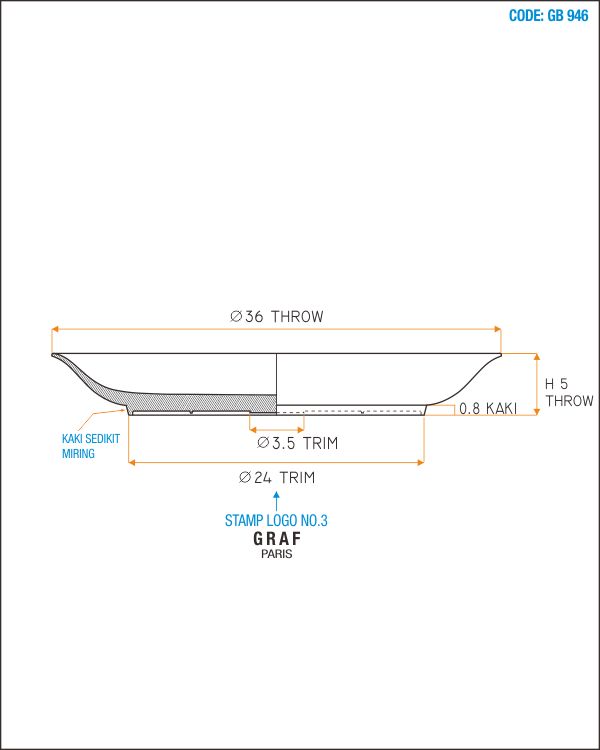 CODE: GB 946
∅36 THROW
H 5
THROW
0.8 KAKI
KAKI SEDIKIT
MIRING
∅3.5 TRIM
∅24 TRIM
STAMP LOGO NO.3
GRAF
PARIS